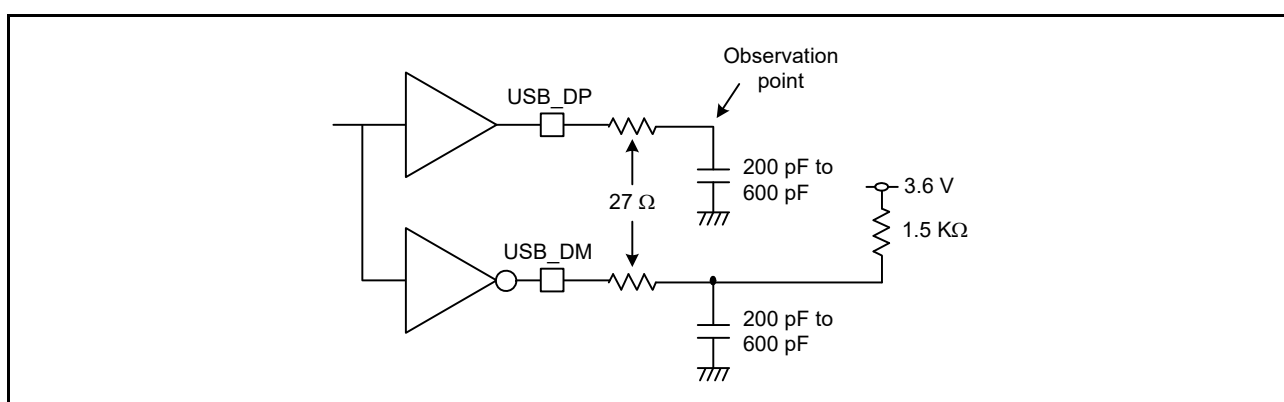 Observation
point
USB_DP
200 pF to
600 pF
3.6 V
27 Ω
1.5 KΩ
USB_DM
200 pF to
600 pF